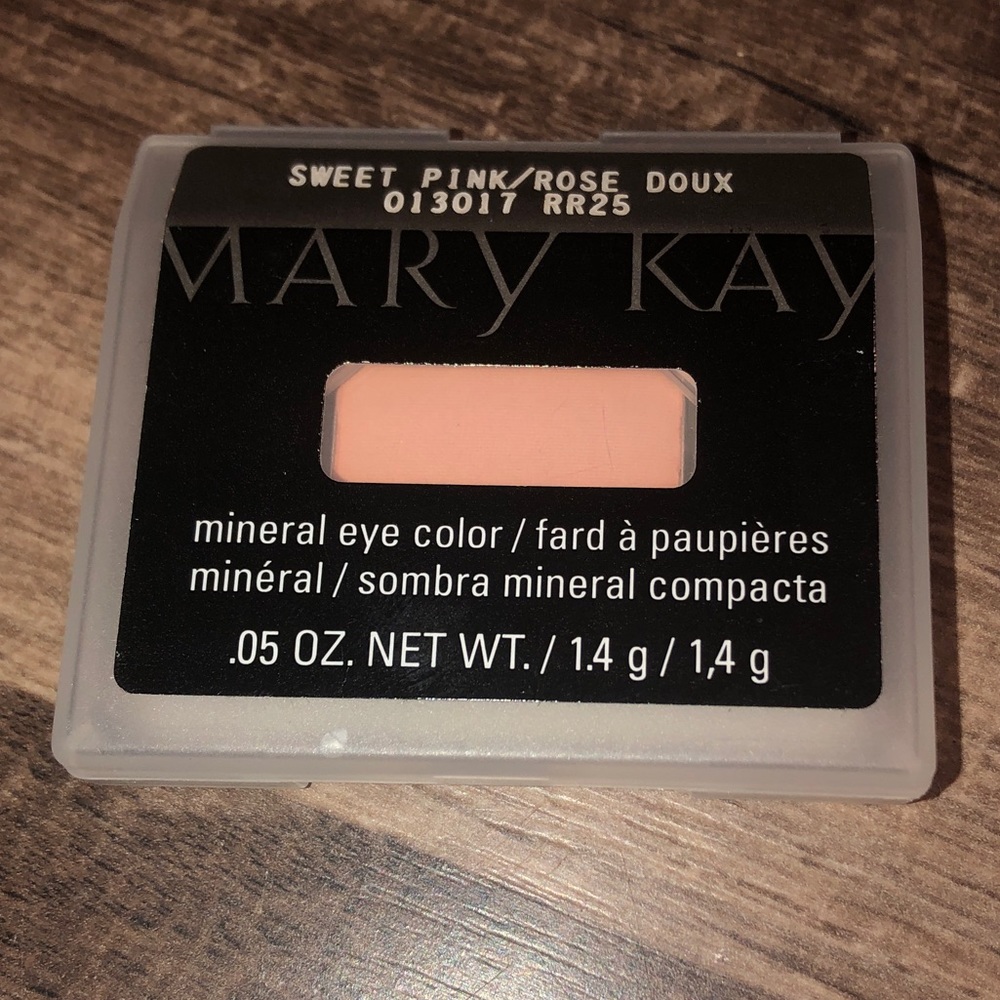 SWEET PINK/ROSE DOUX
013017 RR25
MARY KAY
mineral eye color / fard à paupières
minéral / sombra mineral compacta
.05 OZ. NET WT. / 1.4 g / 1,4 g